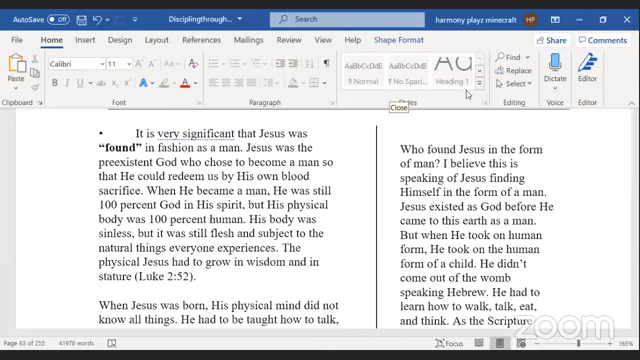 AutoSave Off Disciplingthrough... Search harmony playz minecraft HP
File Home Insert Draw Design Layout References Mailings Review View Help Shape Format Share Comments
Paste Calibri (Body) 11 AaBbCcDdE AaBbCcDdE Find Replace Select Dictate Editor
Normal No Spaci... Heading 1
Clipboard Font Paragraph Styles Editing Voice Editor
Close
• It is very significant that Jesus was
“found” in fashion as a man. Jesus was the
preexistent God who chose to become a man so
that He could redeem us by His own blood
sacrifice. When He became a man, He was still
100 percent God in His spirit, but His physical
body was 100 percent human. His body was
sinless, but it was still flesh and subject to the
natural things everyone experiences. The
physical Jesus had to grow in wisdom and in
stature (Luke 2:52).
When Jesus was born, His physical mind did not
know all things. He had to be taught how to talk,
Who found Jesus in the form
of man? I believe this is
speaking of Jesus finding
Himself in the form of a man.
Jesus existed as God before He
came to this earth as a man.
But when He took on human
form, He took on the human
form of a child. He didn't
come out of the womb
speaking Hebrew. He had to
learn how to walk, talk, eat,
and think. As the Scripture
zoom
Page 83 of 255 41978 words Focus 165%